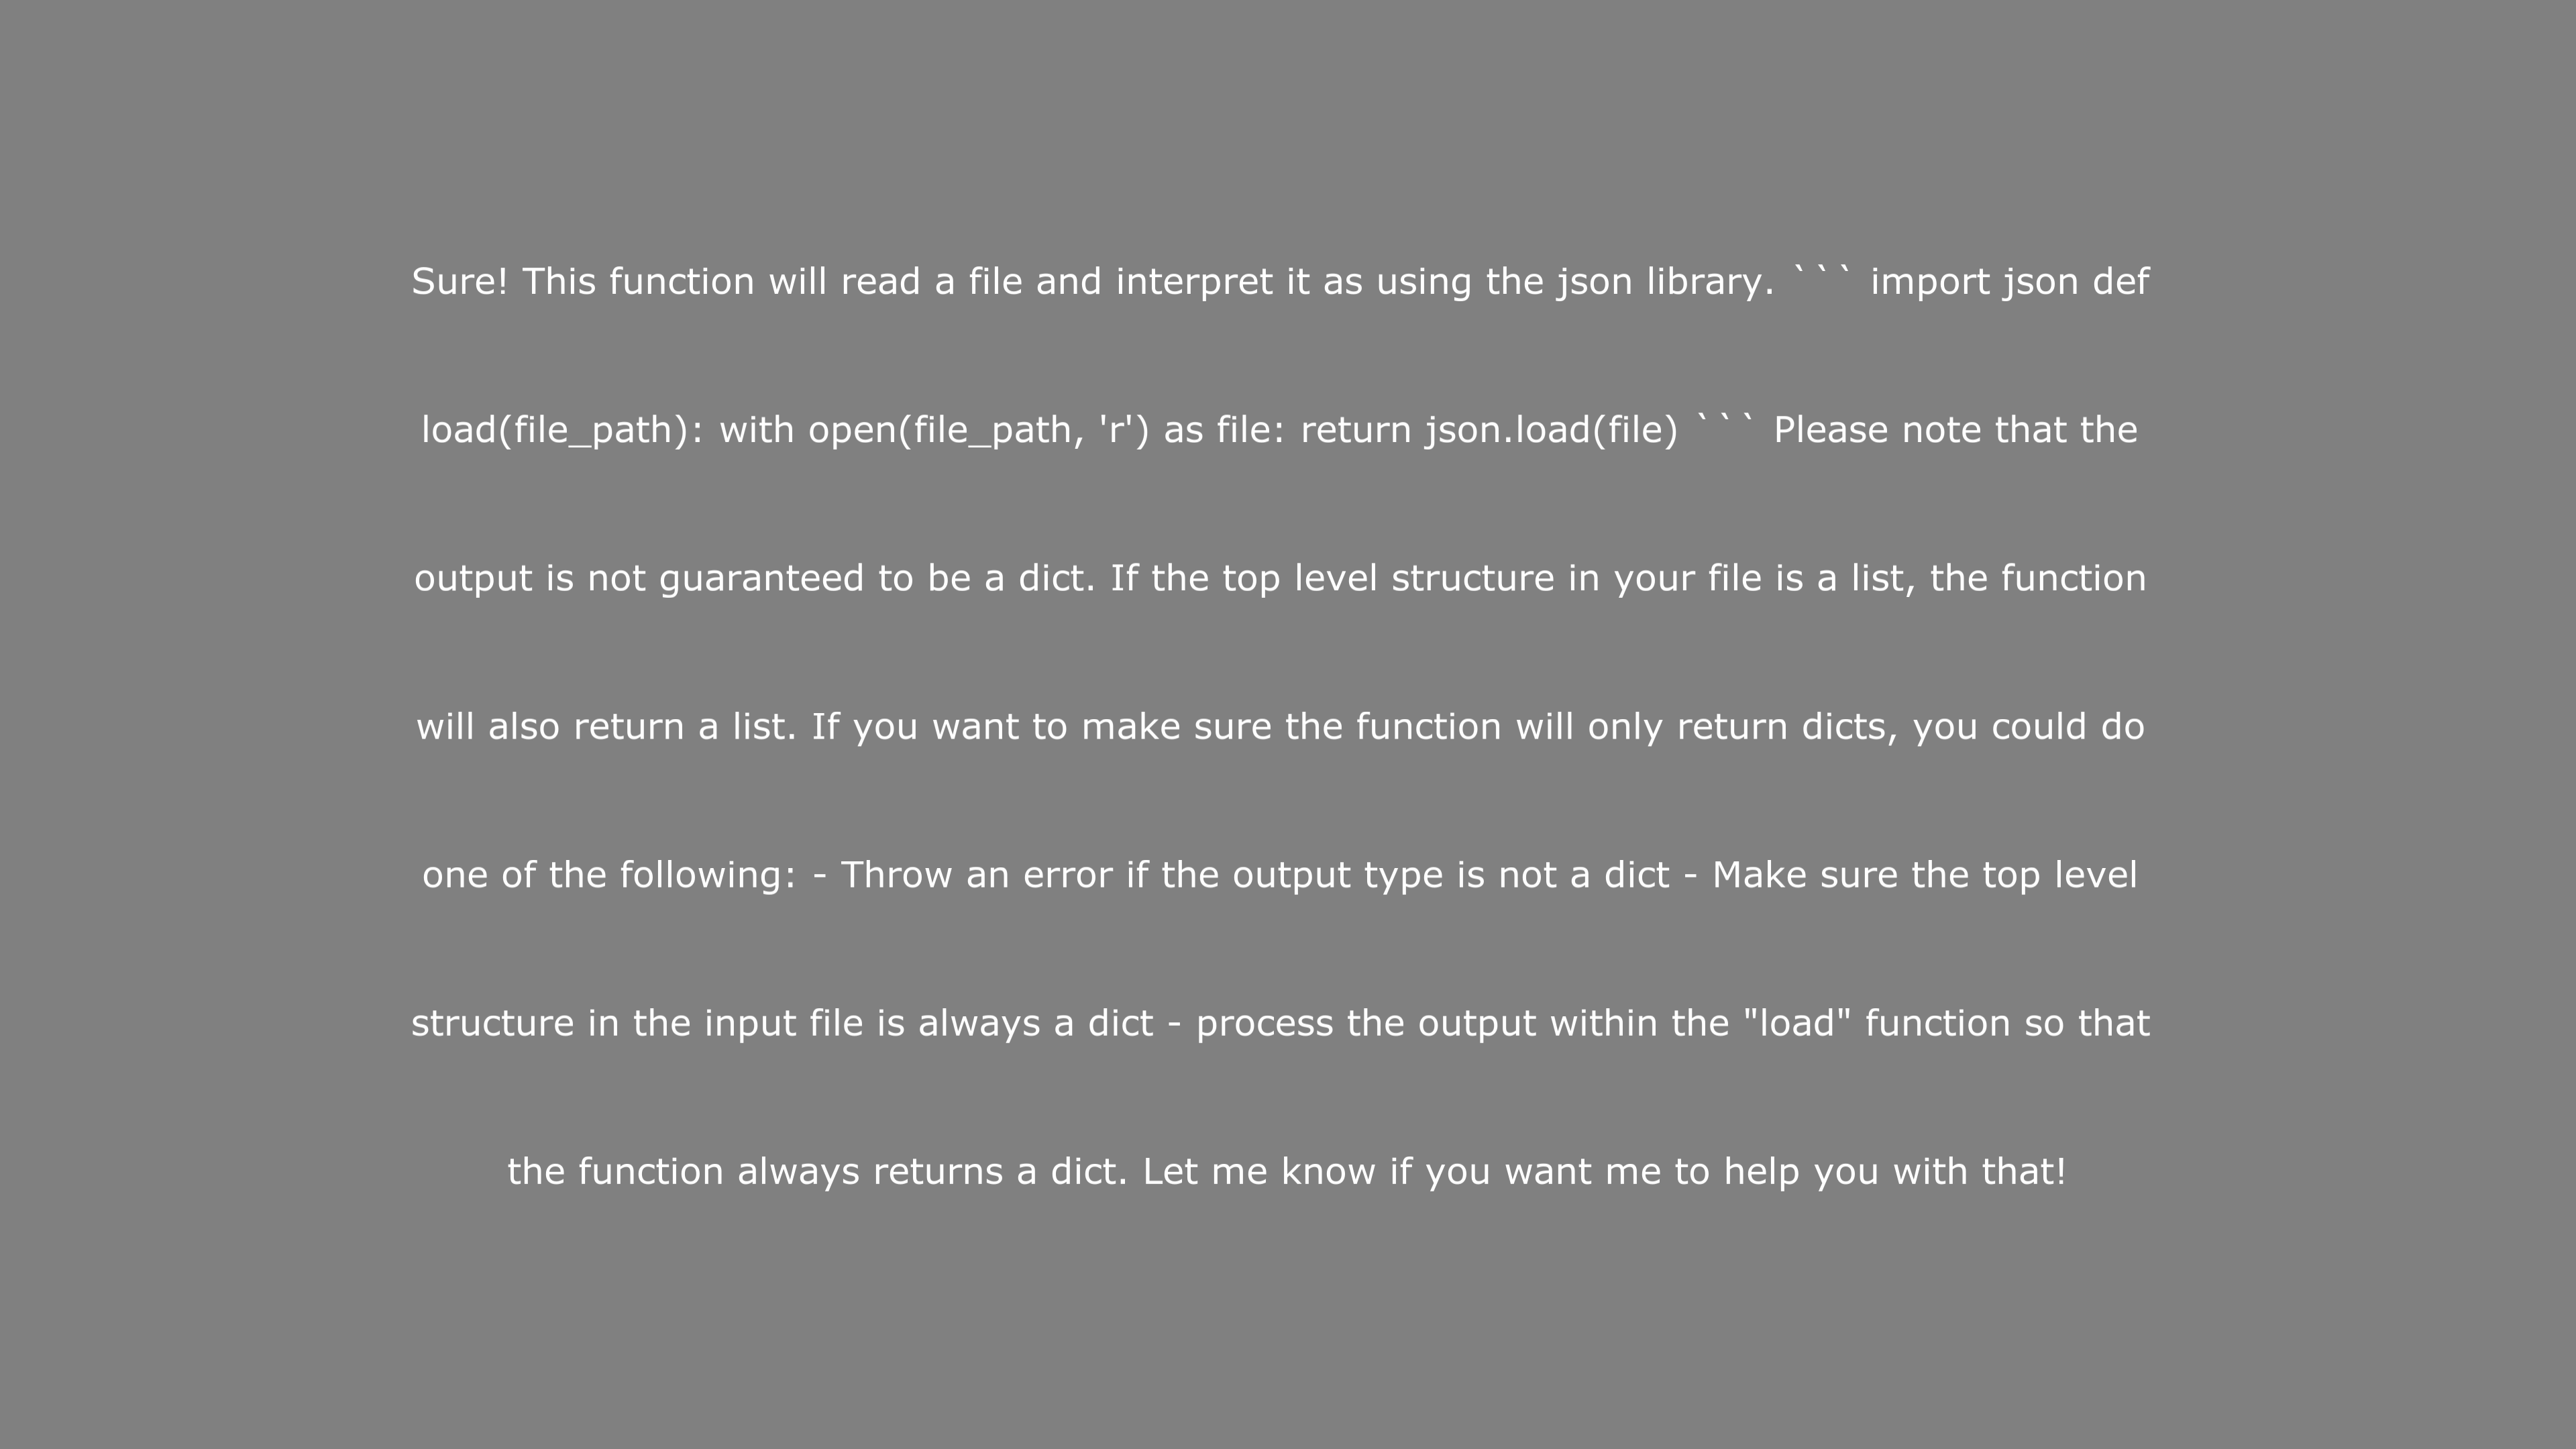 Sure! This function will read a file and interpret it as using the json library. ``` import json def
load(file_path): with open(file_path, 'r') as file: return json.load(file) ``` Please note that the
output is not guaranteed to be a dict. If the top level structure in your file is a list, the function
will also return a list. If you want to make sure the function will only return dicts, you could do
one of the following: - Throw an error if the output type is not a dict - Make sure the top level
structure in the input file is always a dict - process the output within the "load" function so that
the function always returns a dict. Let me know if you want me to help you with that!